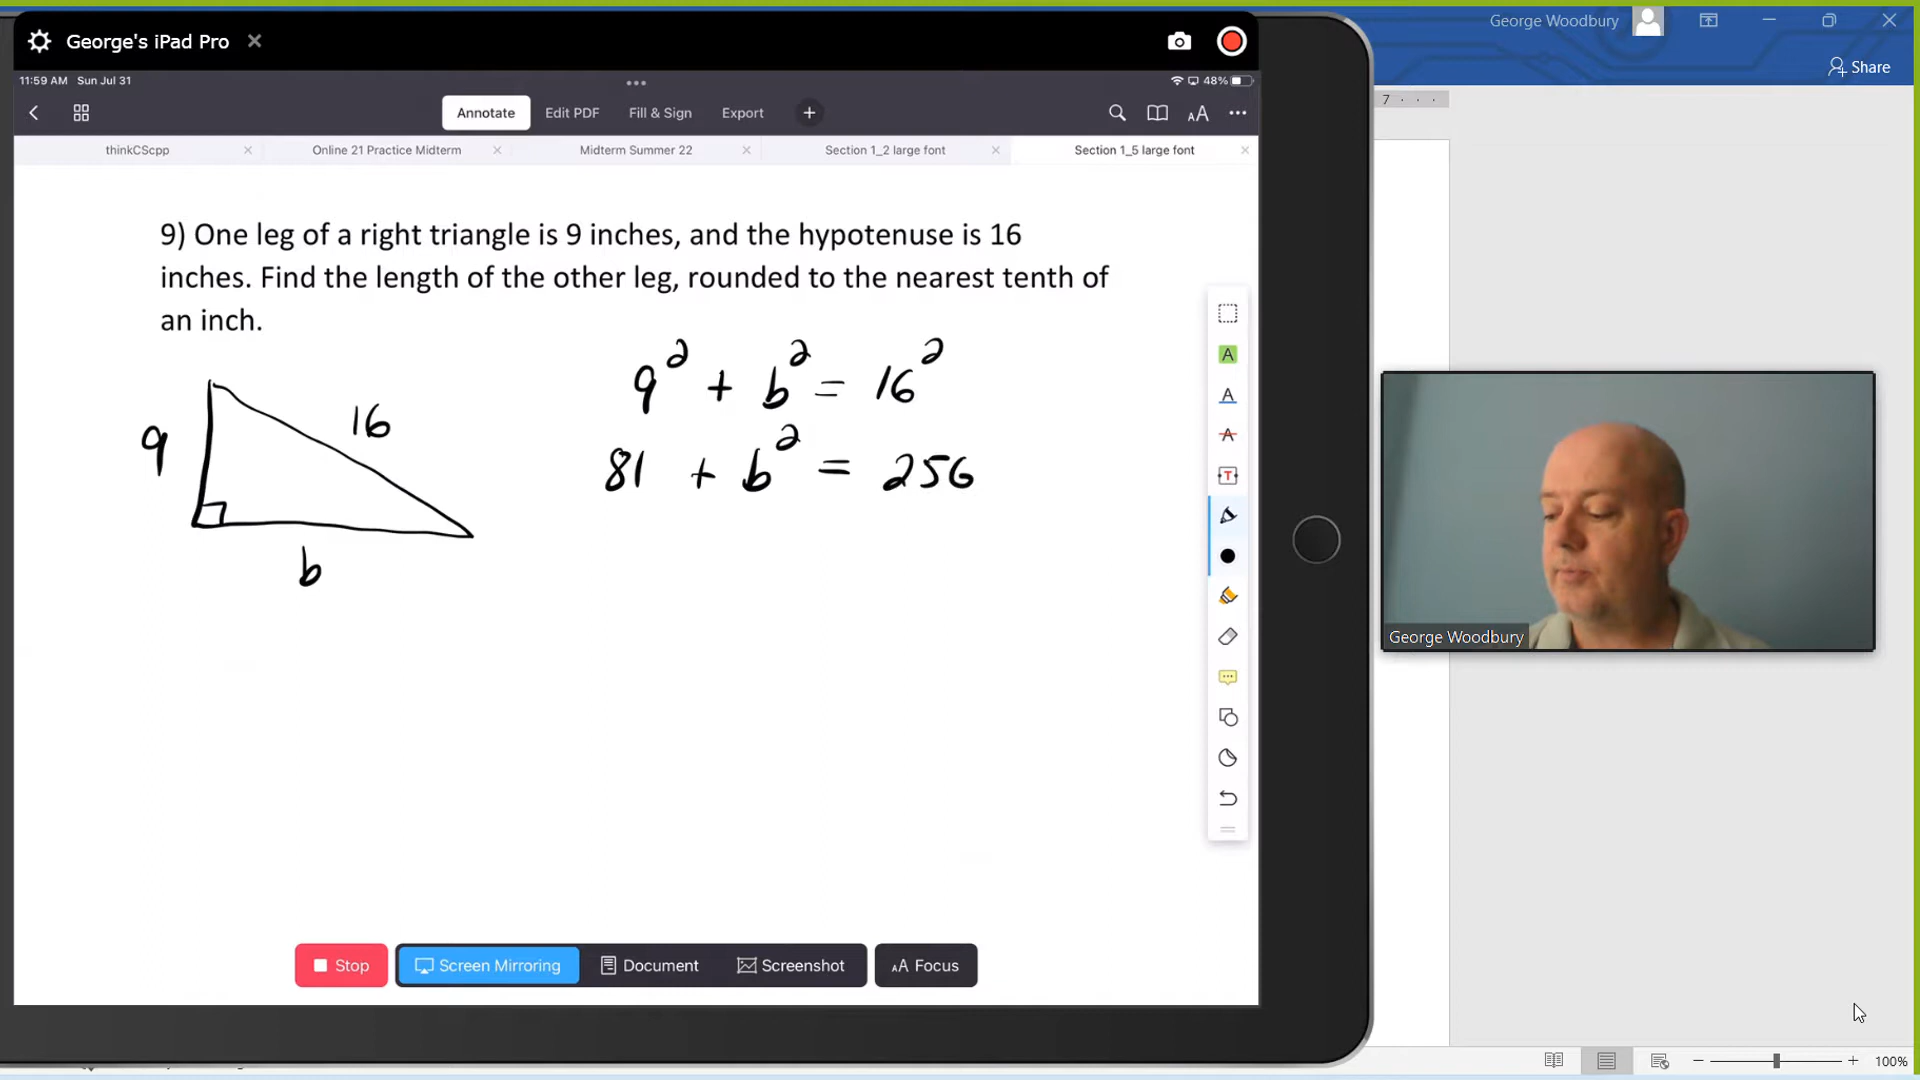 George Woodbury
George's iPad Pro
Share
11:59 AM Sun Jul 31
48%
7
Annotate
Edit PDF
Fill & Sign
Export
thinkCScpp
Online 21 Practice Midterm
Midterm Summer 22
Section 1_2 large font
Section 1_5 large font
9) One leg of a right triangle is 9 inches, and the hypotenuse is 16
inches. Find the length of the other leg, rounded to the nearest tenth of
an inch.
9² + b² = 16²
81 + b² = 256
9
16
b
George Woodbury
Stop
Screen Mirroring
Document
Screenshot
AA Focus
100%